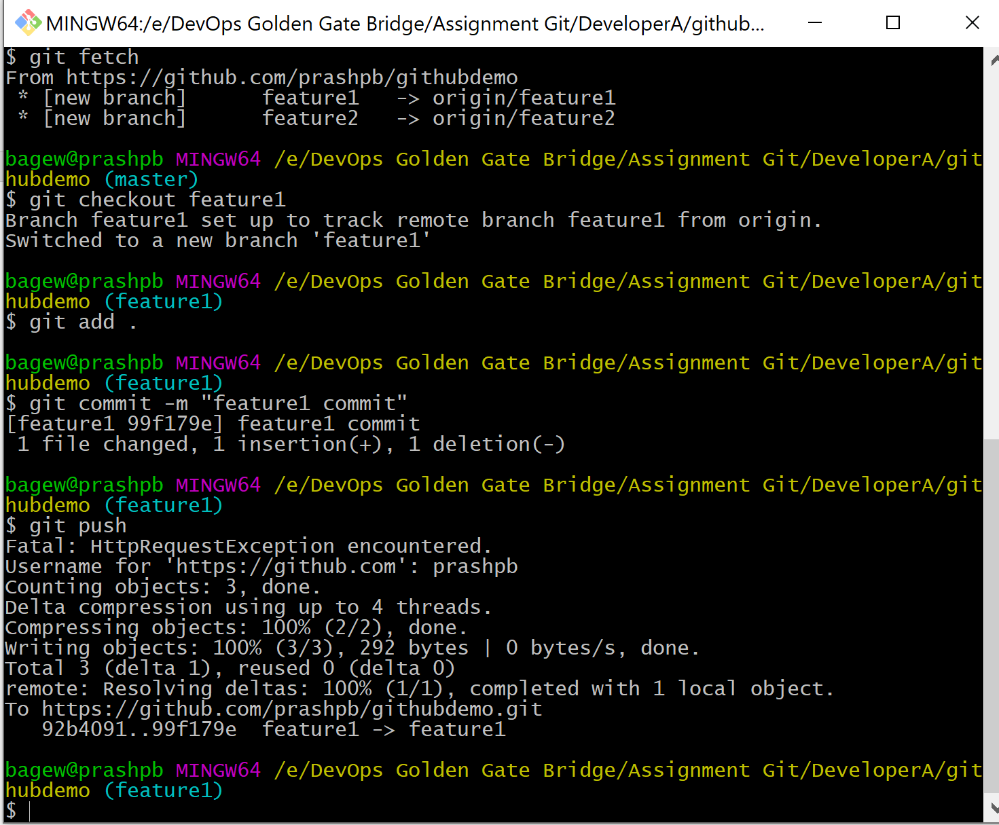 MINGW64:/e/DevOps Golden Gate Bridge/Assignment Git/DeveloperA/github...
$ git fetch
From https://github.com/prashpb/githubdemo
 * [new branch]      feature1   -> origin/feature1
 * [new branch]      feature2   -> origin/feature2

bagew@prashpb MINGW64 /e/DevOps Golden Gate Bridge/Assignment Git/DeveloperA/git
hubdemo (master)
$ git checkout feature1
Branch feature1 set up to track remote branch feature1 from origin.
Switched to a new branch 'feature1'

bagew@prashpb MINGW64 /e/DevOps Golden Gate Bridge/Assignment Git/DeveloperA/git
hubdemo (feature1)
$ git add .

bagew@prashpb MINGW64 /e/DevOps Golden Gate Bridge/Assignment Git/DeveloperA/git
hubdemo (feature1)
$ git commit -m "feature1 commit"
[feature1 99f179e] feature1 commit
 1 file changed, 1 insertion(+), 1 deletion(-)

bagew@prashpb MINGW64 /e/DevOps Golden Gate Bridge/Assignment Git/DeveloperA/git
hubdemo (feature1)
$ git push
Fatal: HttpRequestException encountered.
Username for 'https://github.com': prashpb
Counting objects: 3, done.
Delta compression using up to 4 threads.
Compressing objects: 100% (2/2), done.
Writing objects: 100% (3/3), 292 bytes | 0 bytes/s, done.
Total 3 (delta 1), reused 0 (delta 0)
remote: Resolving deltas: 100% (1/1), completed with 1 local object.
To https://github.com/prashpb/githubdemo.git
   92b4091..99f179e  feature1 -> feature1

bagew@prashpb MINGW64 /e/DevOps Golden Gate Bridge/Assignment Git/DeveloperA/git
hubdemo (feature1)
$